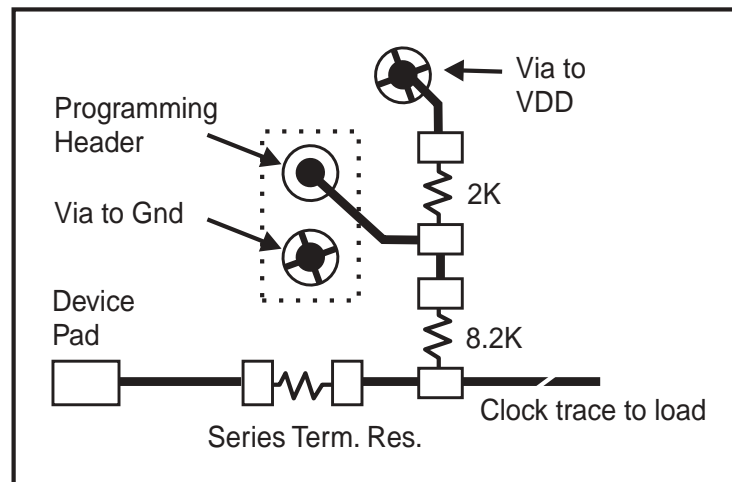 Via to
VDD
Programming
Header
2K
Via to Gnd
Device
Pad
8.2K
Clock trace to load
Series Term. Res.